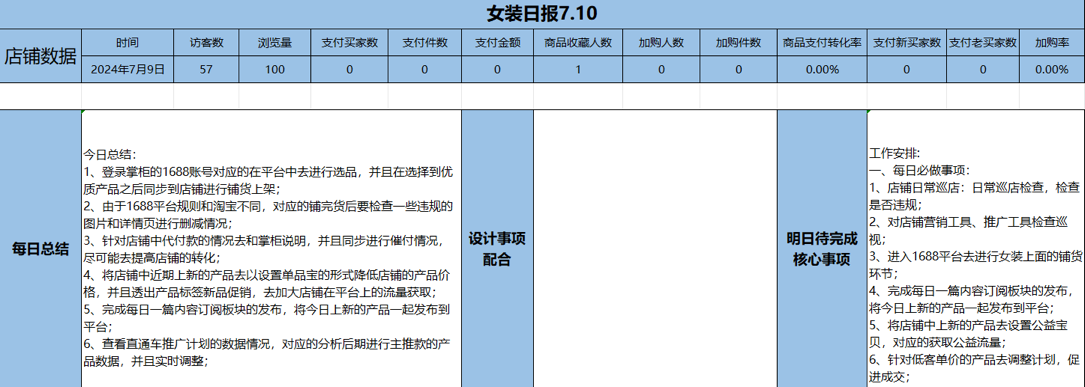 女装日报7.10
店铺数据
时间 访客数 浏览量 支付买家数 支付件数 支付金额 商品收藏人数 加购人数 加购件数 商品支付转化率 支付新买家数 支付老买家数 加购率
2024年7月9日 57 100 0 0 0 1 0 0 0.00% 0 0 0.00%
每日总结
今日总结：
1、登录掌柜的1688账号对应的在平台中去进行选品，并且在选择到优
质产品之后同步到店铺进行铺货上架；
2、由于1688平台规则和淘宝不同，对应的铺完货后要检查一些违规的
图片和详情页进行删减情况；
3、针对店铺中代付款的情况去和掌柜说明，并且同步进行催付情况，
尽可能去提高店铺的转化；
4、将店铺中近期上新的产品去以设置单品宝的形式降低店铺的产品价
格，并且透出产品标签新品促销，去加大店铺在平台上的流量获取；
5、完成每日一篇内容订阅板块的发布，将今日上新的产品一起发布到
平台；
6、查看直通车推广计划的数据情况，对应的分析后期进行主推款的产
品数据，并且实时调整；
设计事项
配合
明日待完成
核心事项
工作安排:
一、每日必做事项：
1、店铺日常巡店：日常巡店检查，检查
是否违规；
2、对店铺营销工具、推广工具检查巡
视；
3、进入1688平台去进行女装上面的铺货
环节；
4、完成每日一篇内容订阅板块的发布，
将今日上新的产品一起发布到平台；
5、将店铺中上新的产品去设置公益宝
贝，对应的获取公益流量；
6、针对低客单价的产品去调整计划，促
进成交；